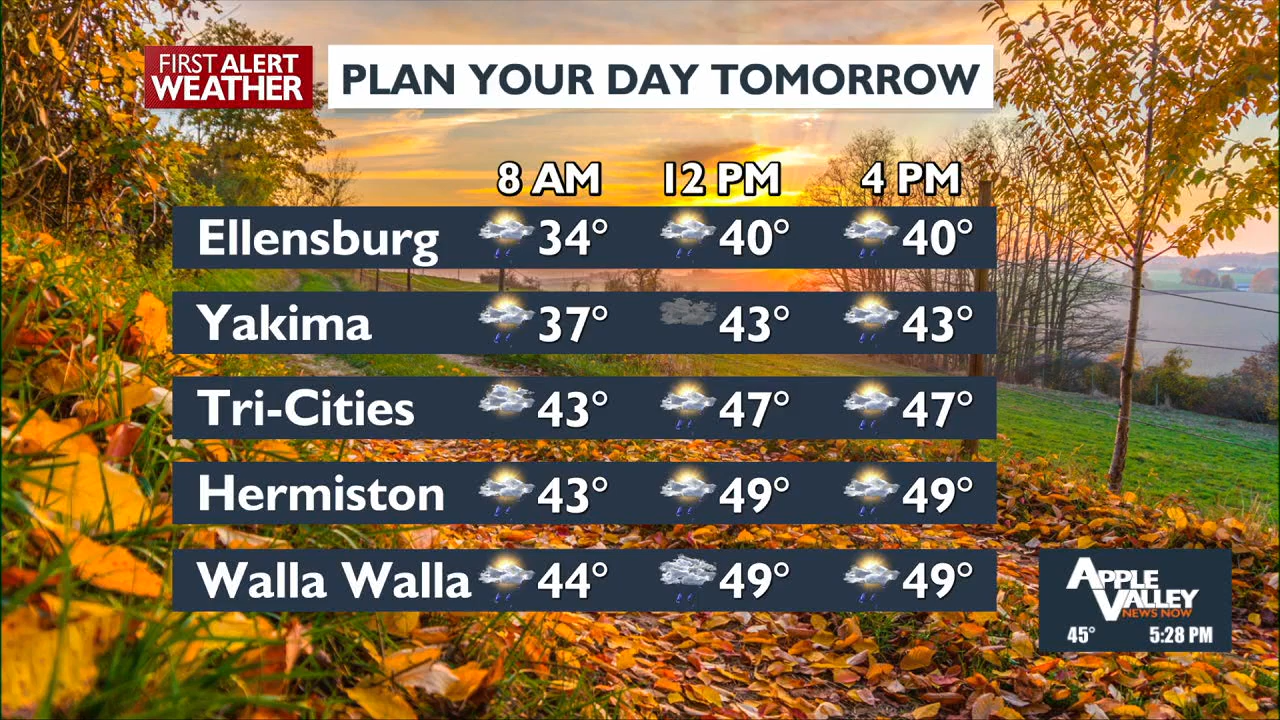 FIRST ALERT
WEATHER
PLAN YOUR DAY TOMORROW
8 AM 12 PM 4 PM
Ellensburg 34° 40° 40°
Yakima 37° 43° 43°
Tri-Cities 43° 47° 47°
Hermiston 43° 49° 49°
Walla Walla 44° 49° 49°
APPLE
VALLEY
NEWS NOW
45° 5:28 PM